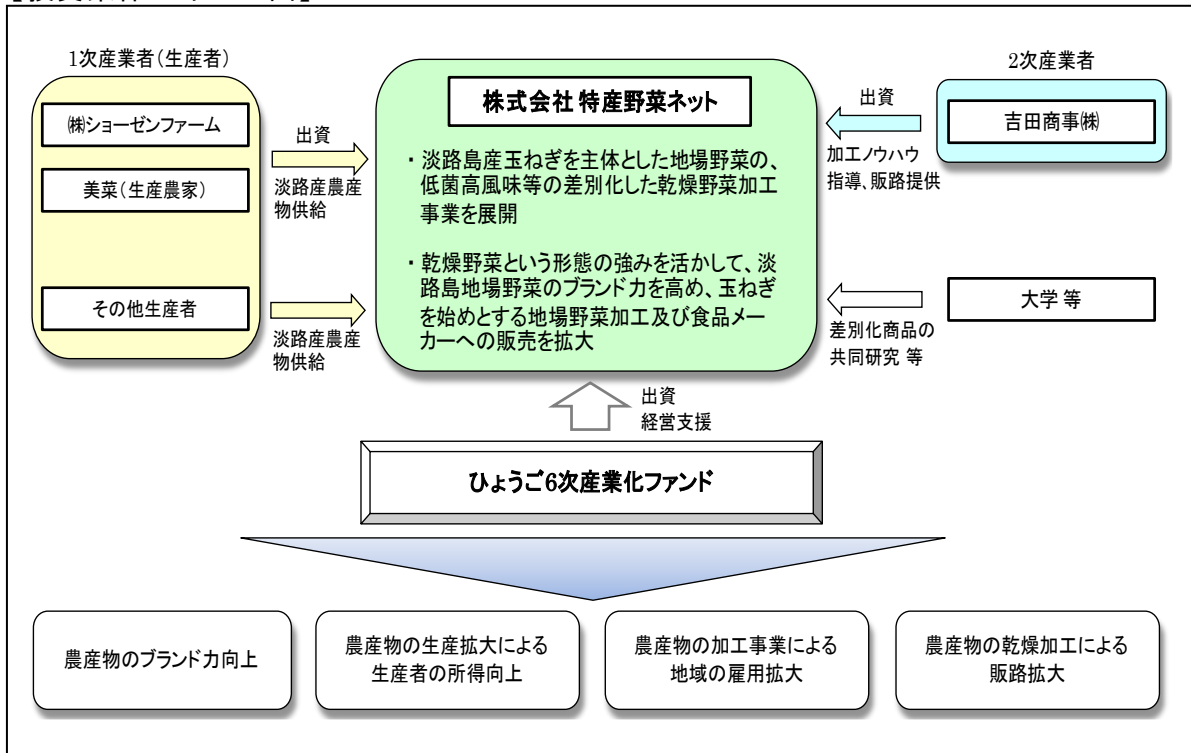 1次産業者（生産者）
㈱ショーゼンファーム
美菜（生産農家）
その他生産者
出資
淡路産農産
物供給
淡路産農産
物供給
株式会社 特産野菜ネット
・淡路島産玉ねぎを主体とした地場野菜の、
低菌高風味等の差別化した乾燥野菜加工
事業を展開
・乾燥野菜という形態の強みを活かして、淡
路島地場野菜のブランド力を高め、玉ねぎ
を始めとする地場野菜加工及び食品メー
カーへの販売を拡大
2次産業者
出資
吉田商事㈱
加工ノウハウ
指導、販路提供
大学 等
差別化商品の
共同研究 等
出資
経営支援
ひょうご6次産業化ファンド
農産物のブランド力向上
農産物の生産拡大による
生産者の所得向上
農産物の加工事業による
地域の雇用拡大
農産物の乾燥加工による
販路拡大